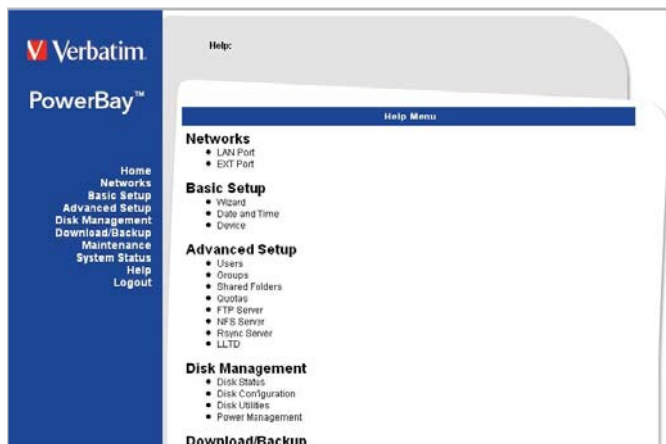 Verbatim.
PowerBay™
Home
Networks
Basic Setup
Advanced Setup
Disk Management
Download/Backup
Maintenance
System Status
Help
Logout
Help:
Help Menu
Networks
• LAN Port
• EXT Port
Basic Setup
• Wizard
• Date and Time
• Device
Advanced Setup
• Users
• Groups
• Shared Folders
• Quotas
• FTP Server
• NFS Server
• Rsync Server
• LLTD
Disk Management
• Disk Status
• Disk Configuration
• Disk Utilities
• Power Management
Download/Backup